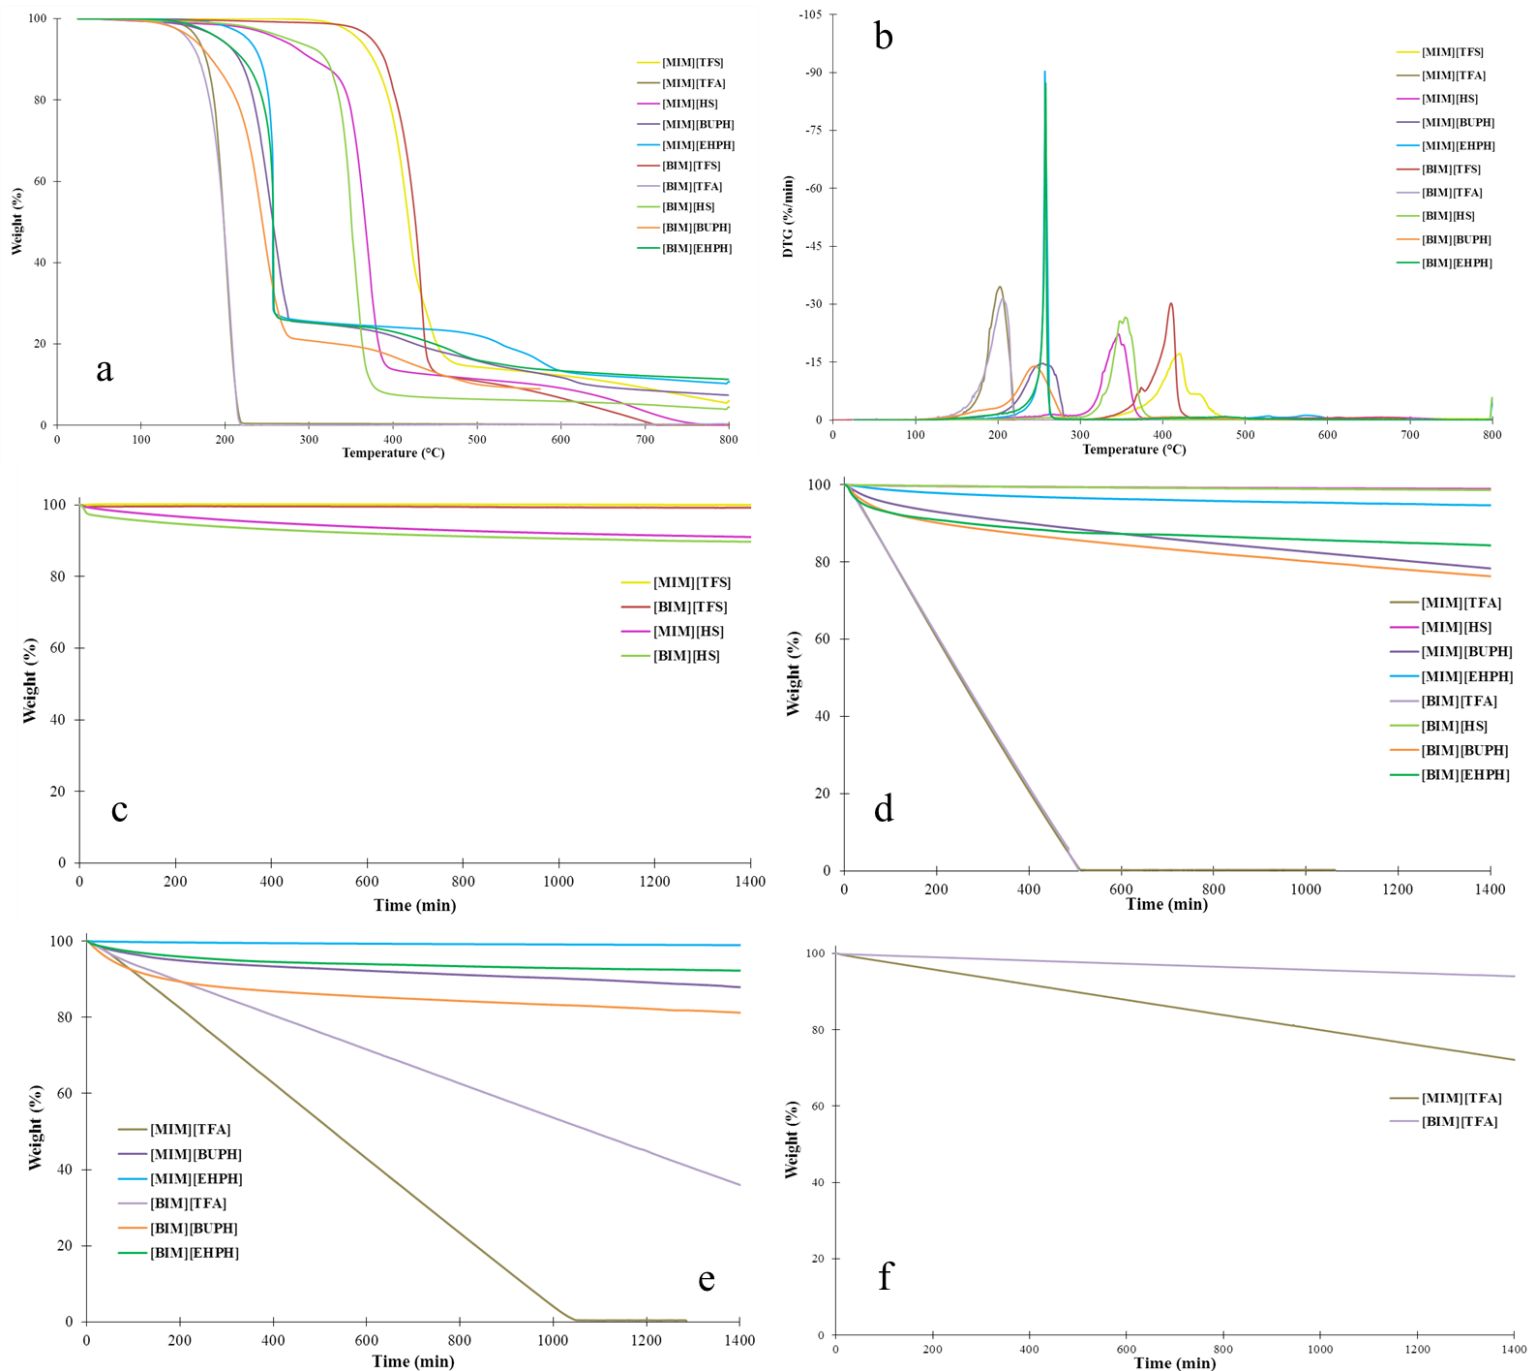 100
80
60
40
20
0
0 100 200 300 400 500 600 700 800
Weight (%)
Temperature (°C)
[MIM][TFS]
[MIM][TFA]
[MIM][HS]
[MIM][BUPH]
[MIM][EHPH]
[BIM][TFS]
[BIM][TFA]
[BIM][HS]
[BIM][BUPH]
[BIM][EHPH]
a
-105
-90
-75
-60
-45
-30
-15
0
0 100 200 300 400 500 600 700 800
DTG (%/min)
Temperature (°C)
[MIM][TFS]
[MIM][TFA]
[MIM][HS]
[MIM][BUPH]
[MIM][EHPH]
[BIM][TFS]
[BIM][TFA]
[BIM][HS]
[BIM][BUPH]
[BIM][EHPH]
b
100
80
60
40
20
0
0 200 400 600 800 1000 1200 1400
Weight (%)
Time (min)
[MIM][TFS]
[BIM][TFS]
[MIM][HS]
[BIM][HS]
c
100
80
60
40
20
0
0 200 400 600 800 1000 1200 1400
Weight (%)
Time (min)
[MIM][TFA]
[MIM][HS]
[MIM][BUPH]
[MIM][EHPH]
[BIM][TFA]
[BIM][HS]
[BIM][BUPH]
[BIM][EHPH]
d
100
80
60
40
20
0
0 200 400 600 800 1000 1200 1400
Weight (%)
Time (min)
[MIM][TFA]
[MIM][BUPH]
[MIM][EHPH]
[BIM][TFA]
[BIM][BUPH]
[BIM][EHPH]
e
100
80
60
40
20
0
0 200 400 600 800 1000 1200 1400
Weight (%)
Time (min)
[MIM][TFA]
[BIM][TFA]
f